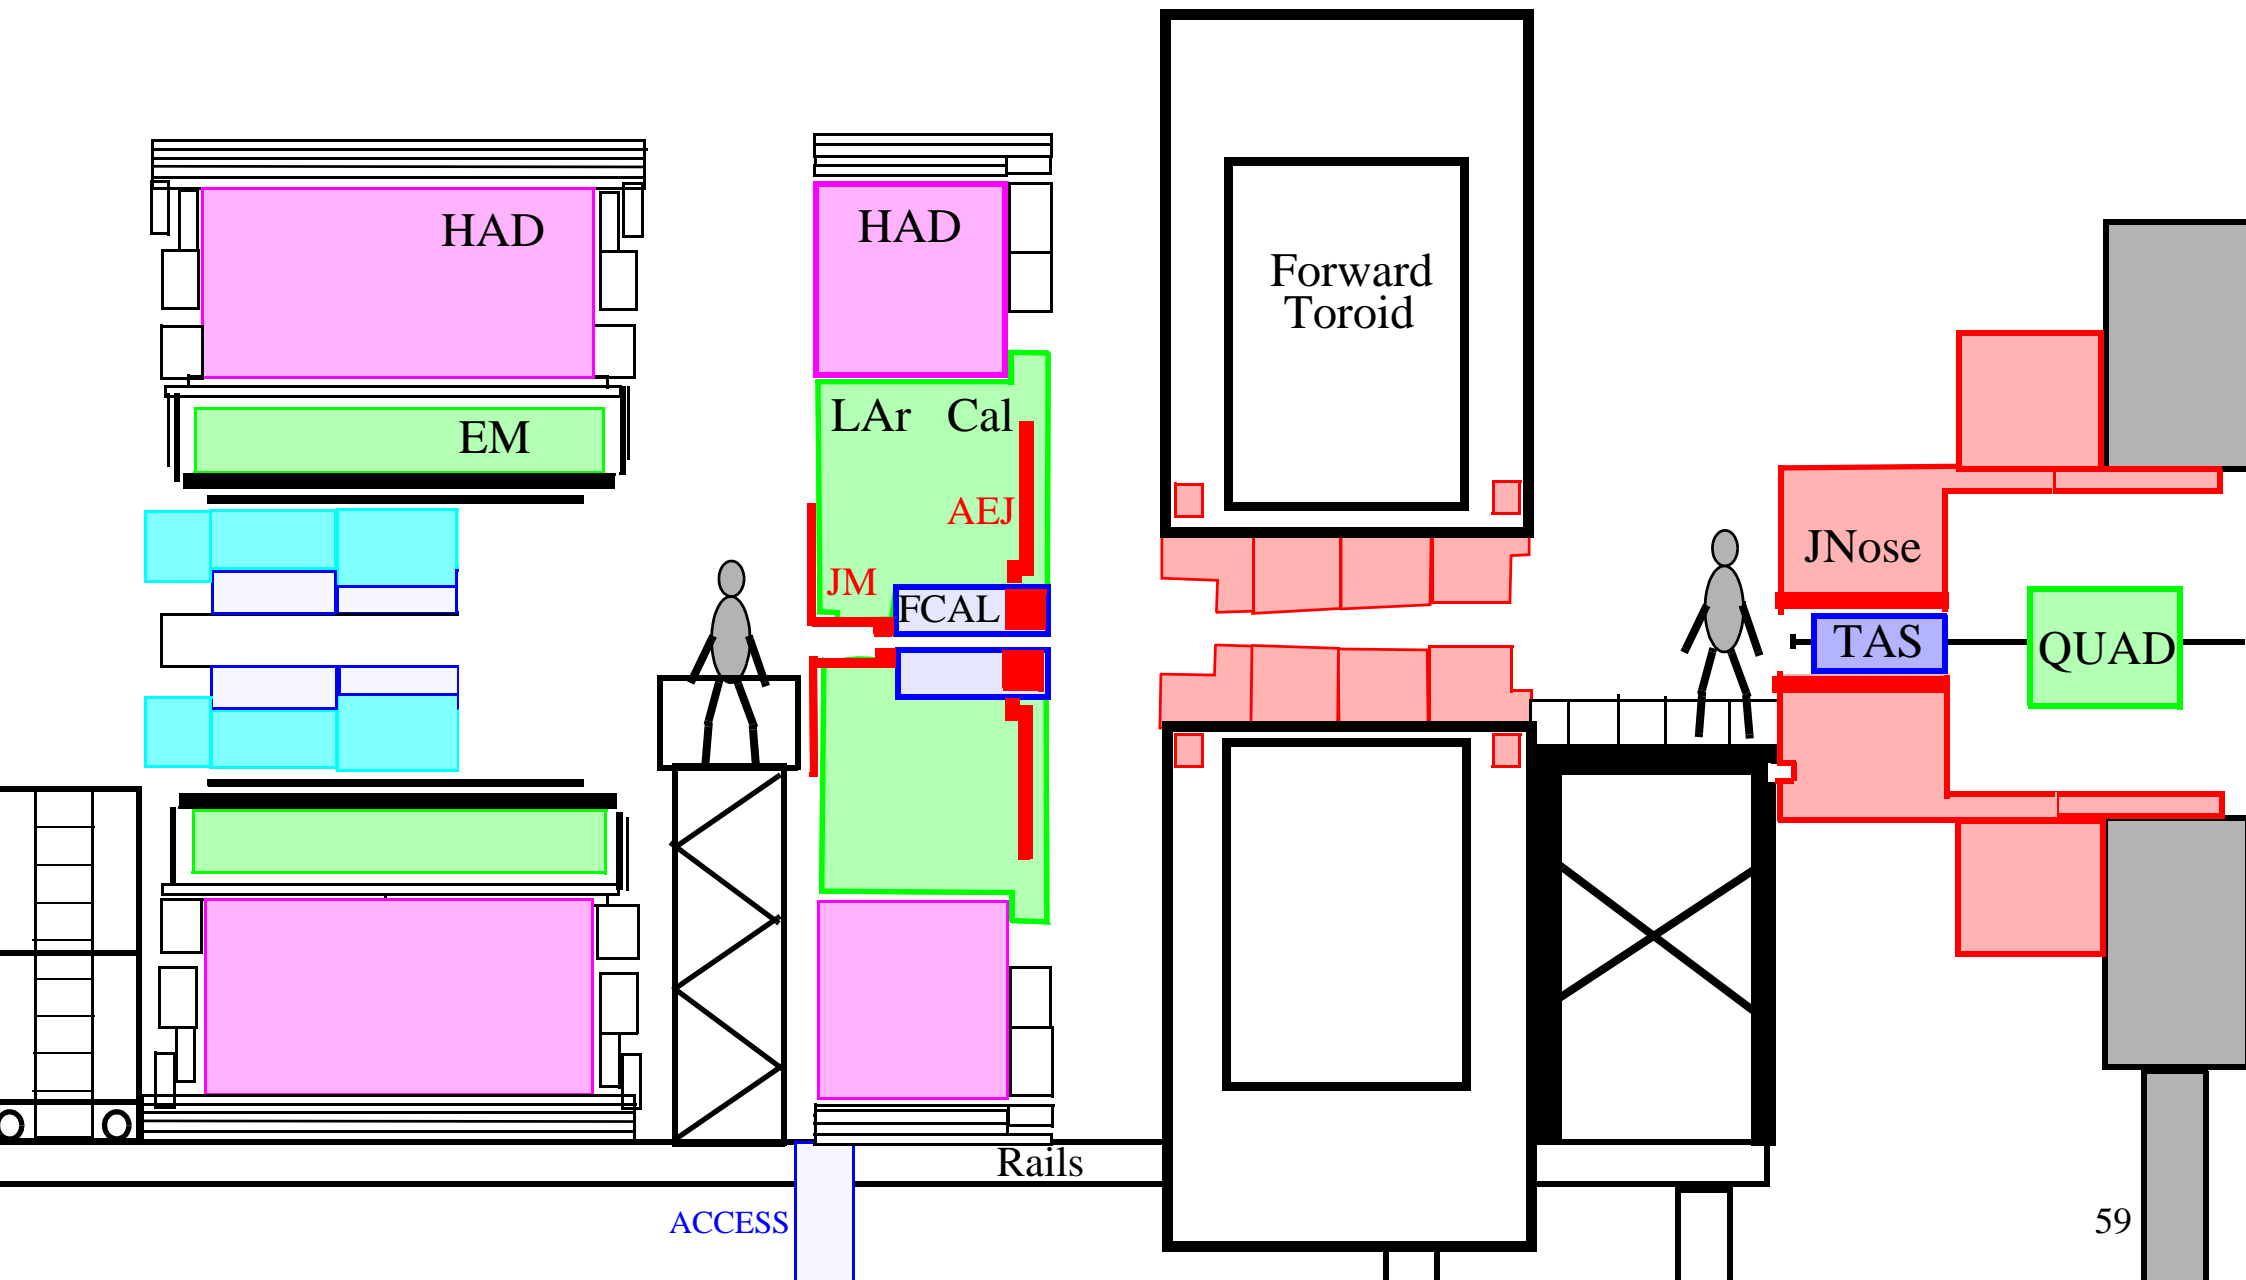 HAD
HAD
Forward
Toroid
LAr Cal
EM
AEJ
JNose
JM
FCAL
TAS
QUAD
Rails
ACCESS
59